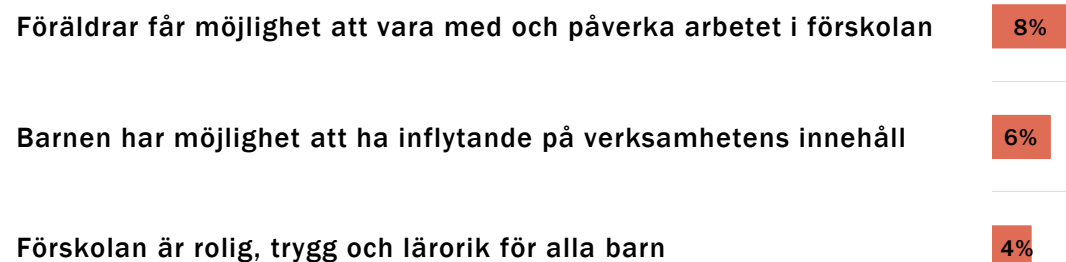 Föräldrar får möjlighet att vara med och påverka arbetet i förskolan 8%
Barnen har möjlighet att ha inflytande på verksamhetens innehåll 6%
Förskolan är rolig, trygg och lärorik för alla barn 4%